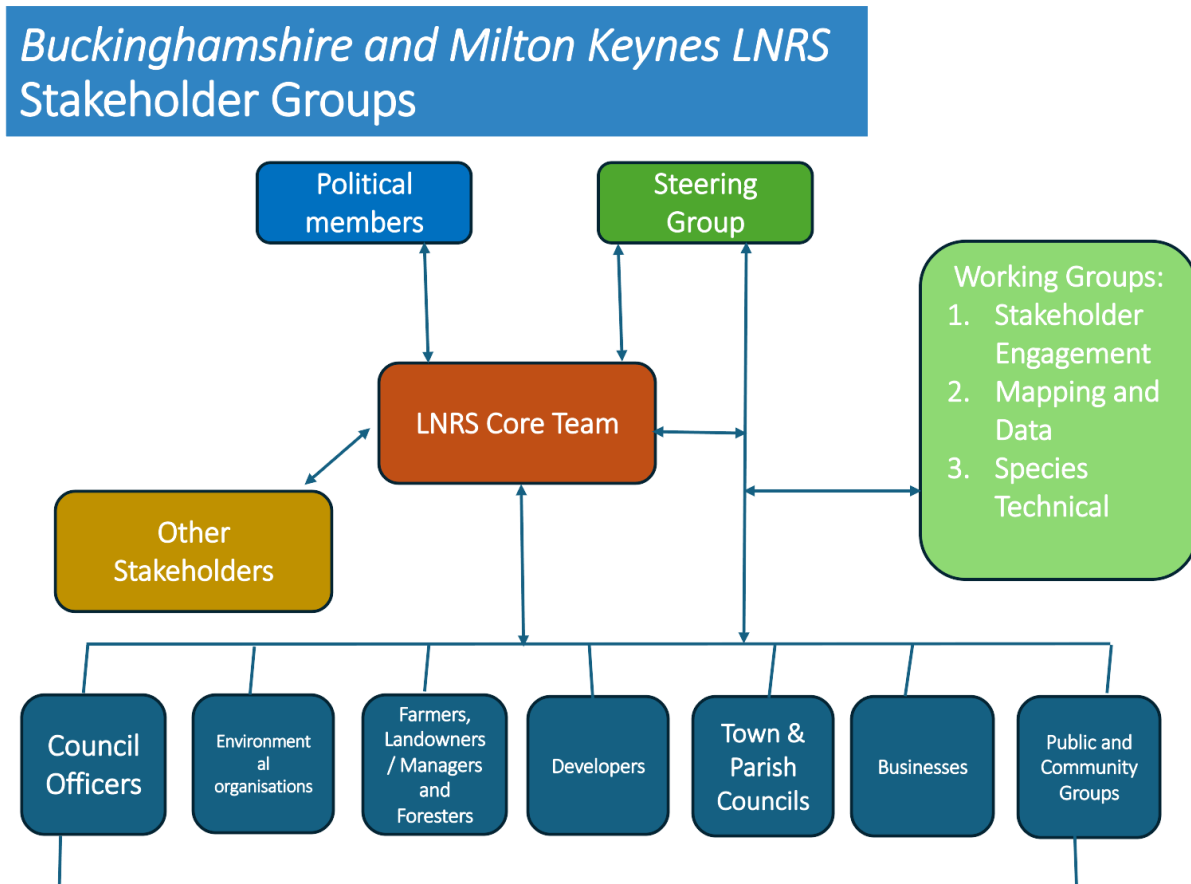 Buckinghamshire and Milton Keynes LNRS
Stakeholder Groups
Political
members
Steering
Group
Working Groups:
1. Stakeholder
Engagement
2. Mapping and
Data
3. Species
Technical
LNRS Core Team
Other
Stakeholders
Council
Officers
Environment
al
organisations
Farmers,
Landowners
/ Managers
and
Foresters
Developers
Town &
Parish
Councils
Businesses
Public and
Community
Groups